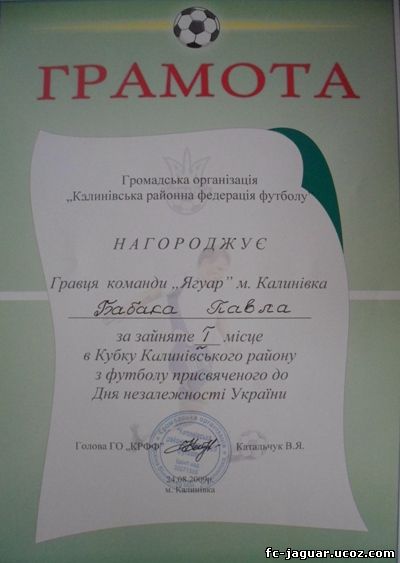 ГРАМОТА
Громадська організація
„Калинівська районна федерація футболу
НАГОРОДЖУЄ
Гравця команди „Ягуар” м. Калинівка
Бабака Павла
за зайняте I місце
в Кубку Калинівського району
з футболу присвяченого до
Дня незалежності України
Голова ГО „КРФФ” Катальчук В.Я.
24.08.2009р.
м. Калинівка
fc-jaguar.ucoz.com